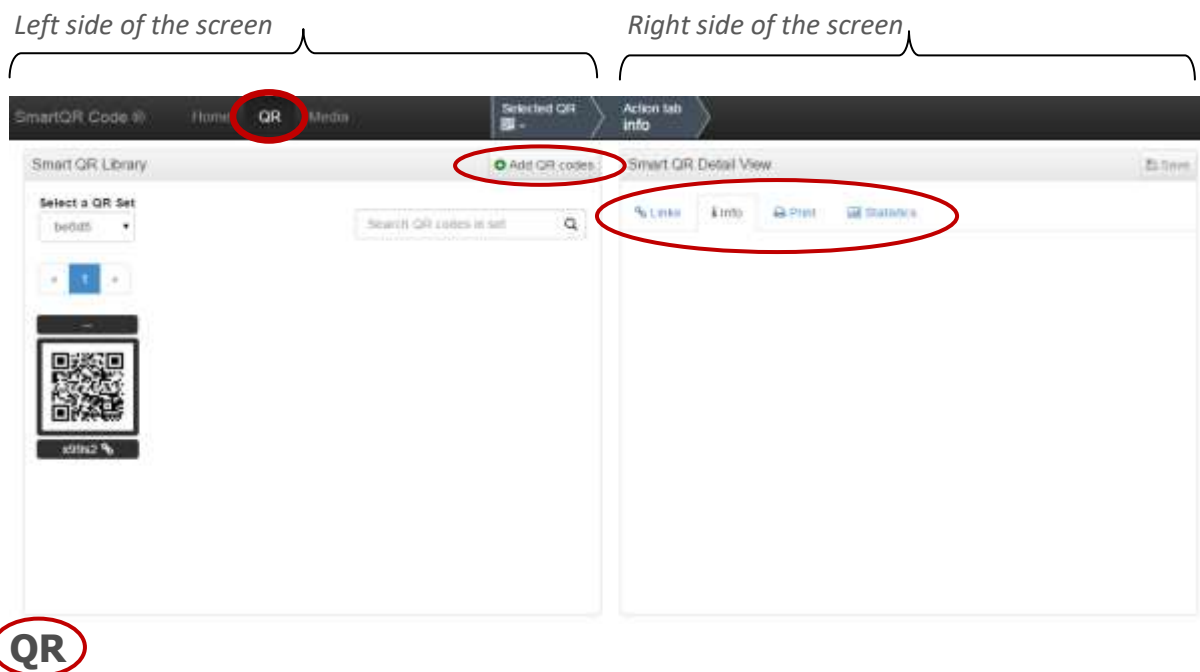 Left side of the screen
Right side of the screen
SmartQR Code ®
Home
QR
Media
Selected QR
-
Action tab
info
Smart QR Library
Add QR codes
Smart QR Detail View
Save
Select a QR Set
Search QR codes in set
Links
Info
Print
Statistics
«
1
»
---
QR